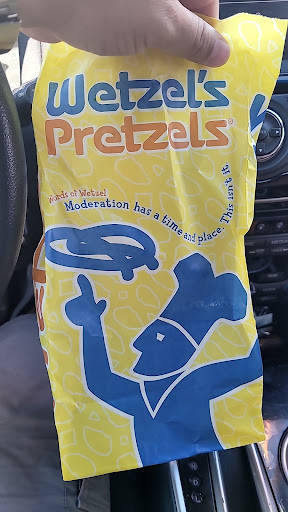 Wetzel's
Pretzels®
Words of Wetzel
Moderation has a time and place. This isn't it.